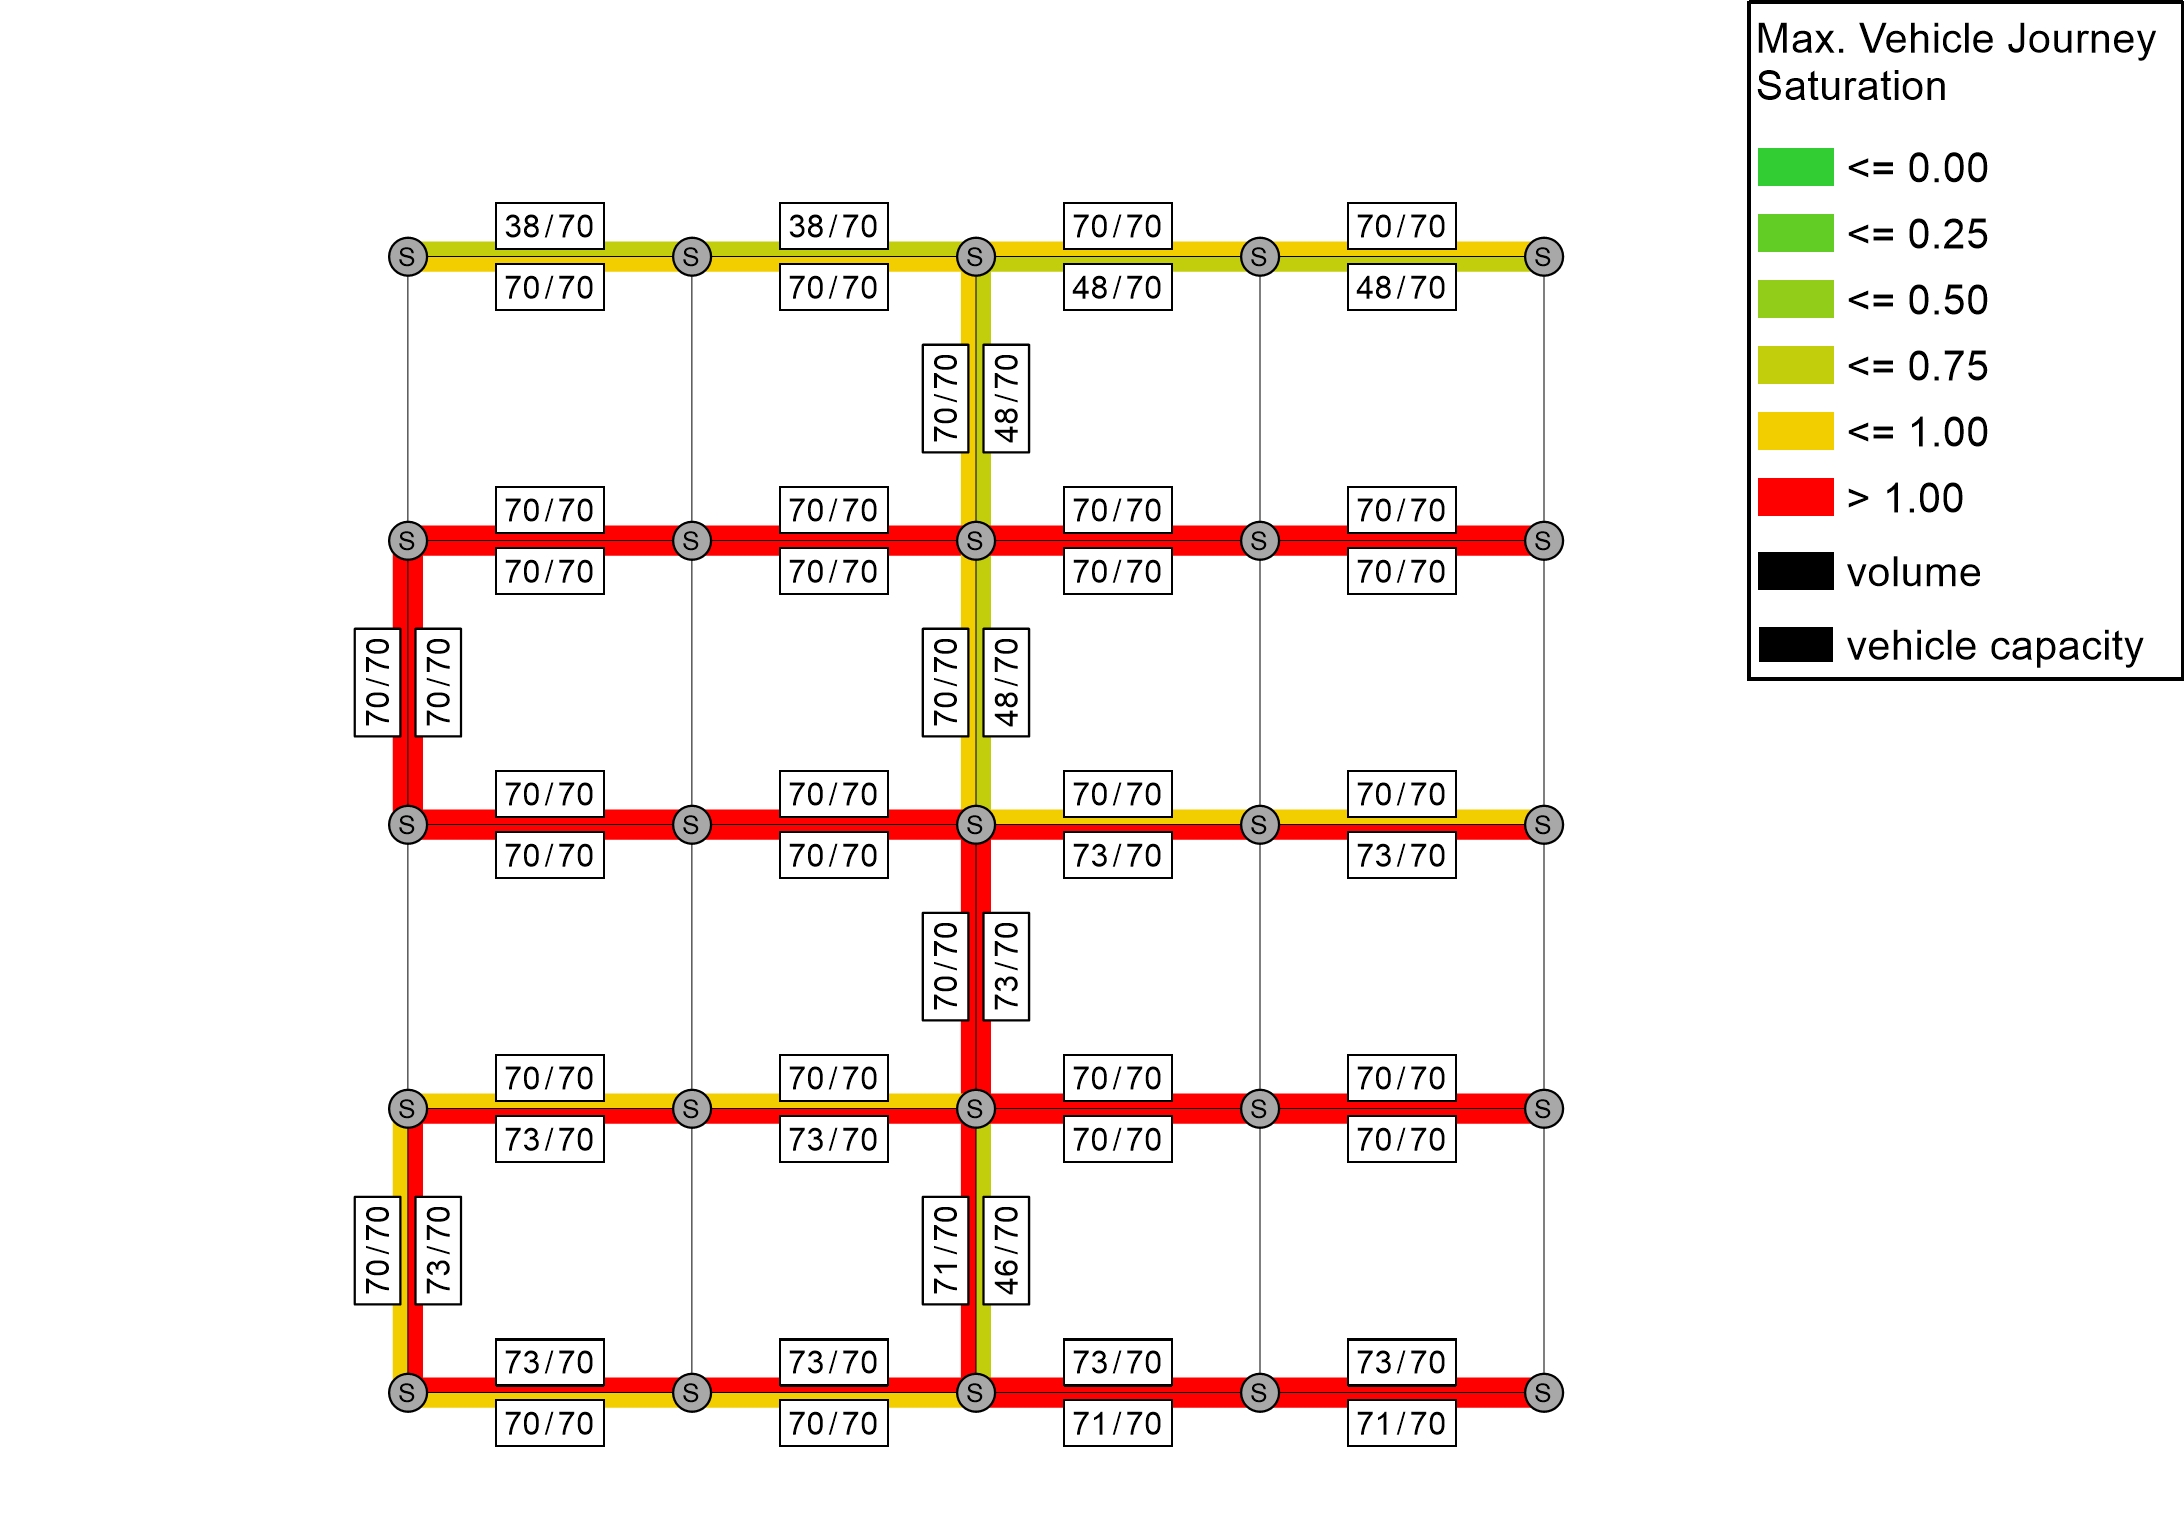 Max. Vehicle Journey
Saturation
<= 0.00
<= 0.25
<= 0.50
<= 0.75
<= 1.00
> 1.00
volume
vehicle capacity
38/70 38/70 70/70 70/70
S S S S S
70/70 70/70 48/70 48/70
70/70 48/70
70/70 70/70 70/70 70/70
S S S S S
70/70 70/70 70/70 70/70
70/70 70/70 70/70 48/70
70/70 70/70 70/70 70/70
S S S S S
70/70 70/70 73/70 73/70
70/70 73/70
70/70 70/70 70/70 70/70
S S S S S
73/70 73/70 70/70 70/70
70/70 73/70 71/70 46/70
73/70 73/70 73/70 73/70
S S S S S
70/70 70/70 71/70 71/70